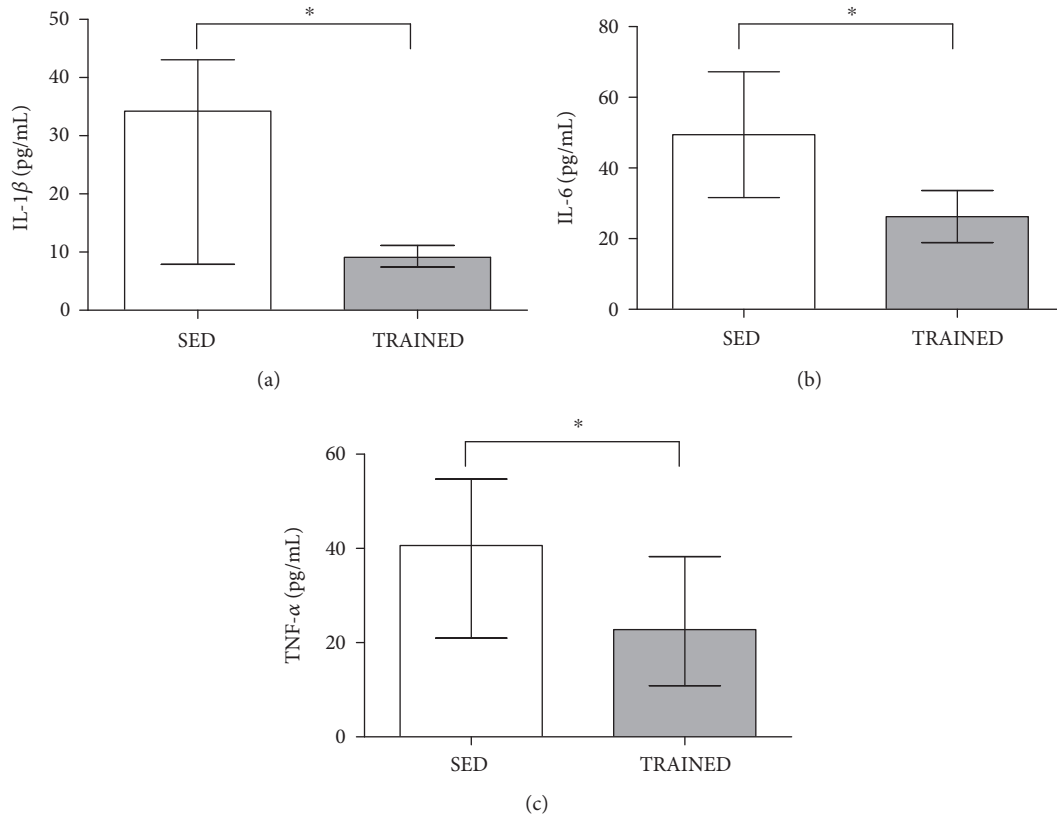 50
40
30
20
10
0
IL-1β (pg/mL)
*
SED
TRAINED
(a)
80
60
40
20
0
IL-6 (pg/mL)
*
SED
TRAINED
(b)
60
40
20
0
TNF-α (pg/mL)
*
SED
TRAINED
(c)